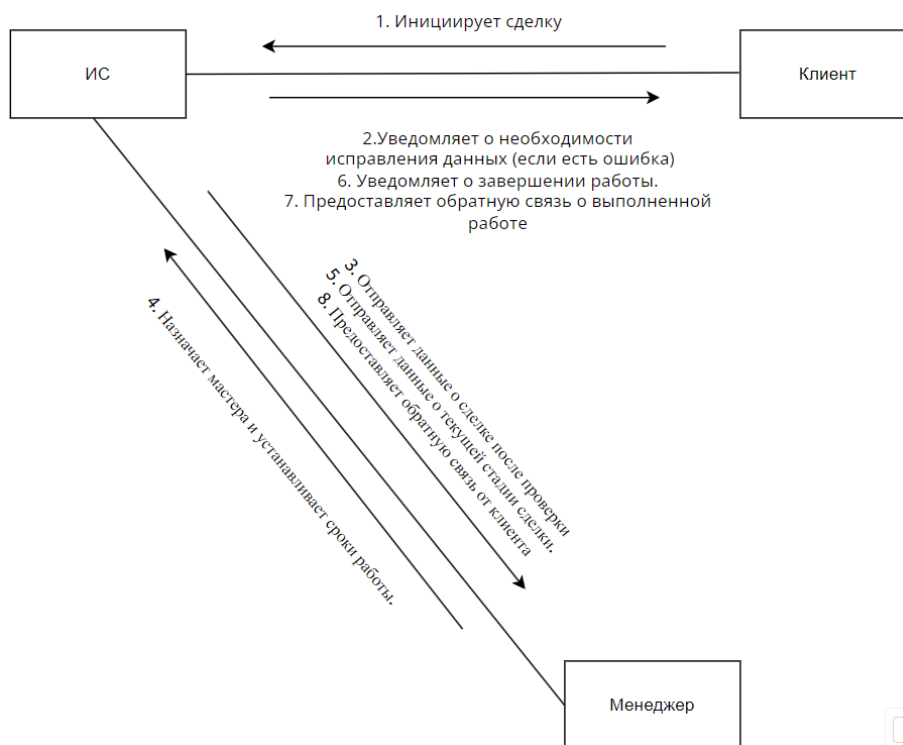 1. Инициирует сделку
ИС
Клиент
2.Уведомляет о необходимости
исправления данных (если есть ошибка)
6. Уведомляет о завершении работы.
7. Предоставляет обратную связь о выполненной
работе
3. Отправляет данные о сделке после проверки
5. Отправляет данные о текущей стадии сделки.
8. Предоставляет обратную связь от клиента
4. Назначает мастера и устанавливает сроки работы.
Менеджер